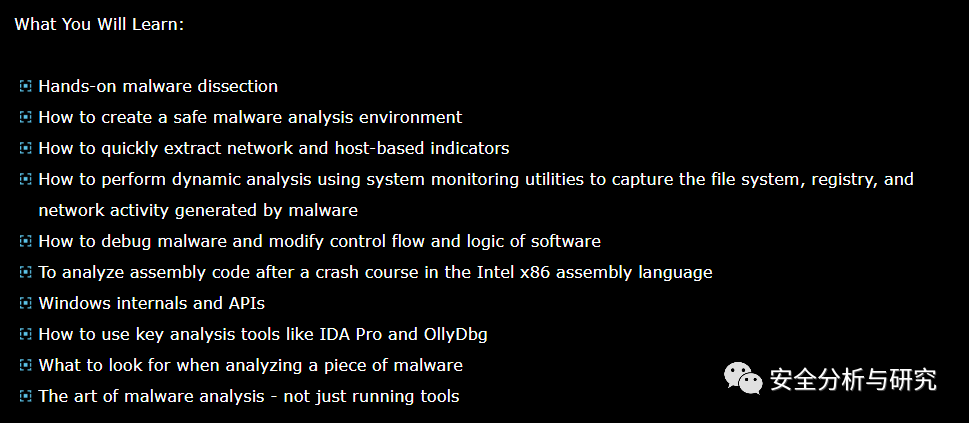 What You Will Learn:
Hands-on malware dissection
How to create a safe malware analysis environment
How to quickly extract network and host-based indicators
How to perform dynamic analysis using system monitoring utilities to capture the file system, registry, and
network activity generated by malware
How to debug malware and modify control flow and logic of software
To analyze assembly code after a crash course in the Intel x86 assembly language
Windows internals and APIs
How to use key analysis tools like IDA Pro and OllyDbg
What to look for when analyzing a piece of malware
The art of malware analysis - not just running tools
安全分析与研究